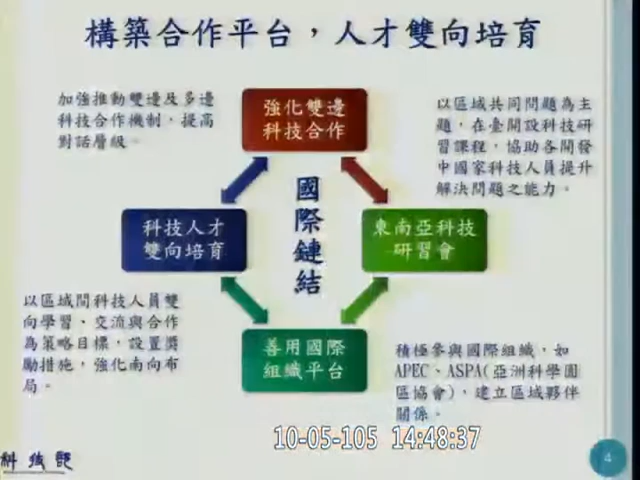 構築合作平台，人才雙向培育
加強推動雙邊及多邊
科技合作機制，提高
對話層級。
強化雙邊
科技合作
以區域共同問題為主
題，在臺開設科技研
習課程，協助各開發
中國家科技人員提升
解決問題之能力。
科技人才
雙向培育
國際鏈結
東南亞科技
研習會
以區域間科技人員雙
向學習、交流與合作
為策略目標，設置獎
勵措施，強化南向布
局。
善用國際
組織平台
積極參與國際組織，如
APEC、ASPA(亞洲科學園
區協會)，建立區域夥伴
關係。
10-05-105 14:48:37
科技部
4